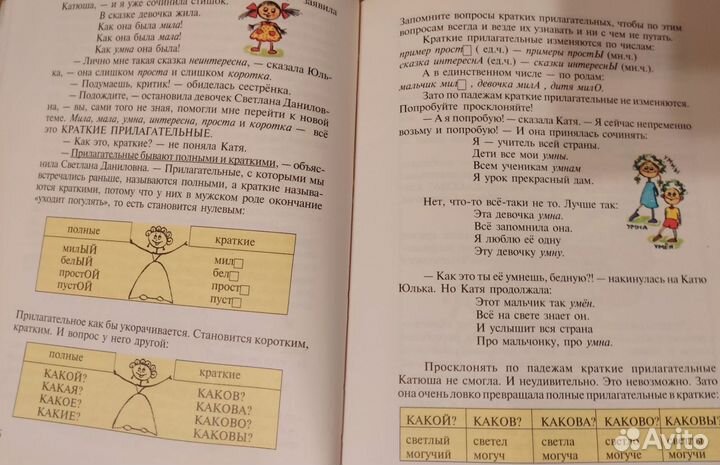 Катюша, — и я уже сочинила стишок.
заявила
В сказке девочка жила.
Как она была мила!
Как она была мала!
Как умна она была!
— Лично мне такая сказка неинтересна, — сказала Юль-
ка, — она слишком проста и слишком коротка.
— Подумаешь, критик! — обиделась сестрёнка.
— Подождите, — остановила девочек Светлана Данилов-
на, — вы, сами того не зная, помогли мне перейти к новой
теме. Мила, мала, умна, интересна, проста и коротка — всё
это КРАТКИЕ ПРИЛАГАТЕЛЬНЫЕ.
— Как это, краткие? — не поняла Катя.
— Прилагательные бывают полными и краткими, — объяс-
нила Светлана Даниловна. — Прилагательные, с которыми мы
встречались раньше, называются полными, а краткие называ-
ются краткими, потому что у них в мужском роде окончание
"уходит погулять", то есть становится нулевым:
полные краткие
милЫЙ мил□
белЫЙ бел□
простОЙ прост□
пустОЙ пуст□
Прилагательное как бы укорачивается. Становится коротким,
кратким. И вопрос у него другой:
полные краткие
КАКОЙ? КАКОВ?
КАКАЯ? КАКОВА?
КАКОЕ? КАКОВО?
КАКИЕ? КАКОВЫ?
Запомните вопросы кратких прилагательных, чтобы по этим
вопросам всегда и везде их узнавать и ни с чем не путать.
Краткие прилагательные изменяются по числам:
пример прост□ (ед.ч.) — примеры простЫ (мн.ч.)
сказка интереснА (ед.ч.) — сказки интереснЫ (мн.ч.).
А в единственном числе — по родам:
мальчик мил□, девочка милА, дитя милО.
Зато по падежам краткие прилагательные не изменяются.
Попробуйте просклоняйте!
— А я попробую! — сказала Катя. — Я сейчас непременно
возьму и попробую! — И она принялась сочинять:
Я — учитель всей страны.
Дети все мои умны.
Всем ученикам умнам
Я урок прекрасный дам.
УМНЫ
УМНА
УМЁН
Нет, что-то всё-таки не то. Лучше так:
Эта девочка умна.
Всё запомнила она.
Я люблю её одну
Эту девочку умну.
— Как это ты её умнешь, бедную?! — накинулась на Катю
Юлька. Но Катя продолжала:
Этот мальчик так умён.
Всё на свете знает он.
И услышит вся страна
Про мальчонку, про умна.
Просклонять по падежам краткие прилагательные
Катюша не смогла. И неудивительно. Это невозможно. Зато
она очень ловко превращала полные прилагательные в краткие:
КАКОЙ? КАКОВ? КАКОВА? КАКОВО? КАКОВЫ?
светлый светел светла светло светлы
могучий могуч могуча могуче могучи
Avito